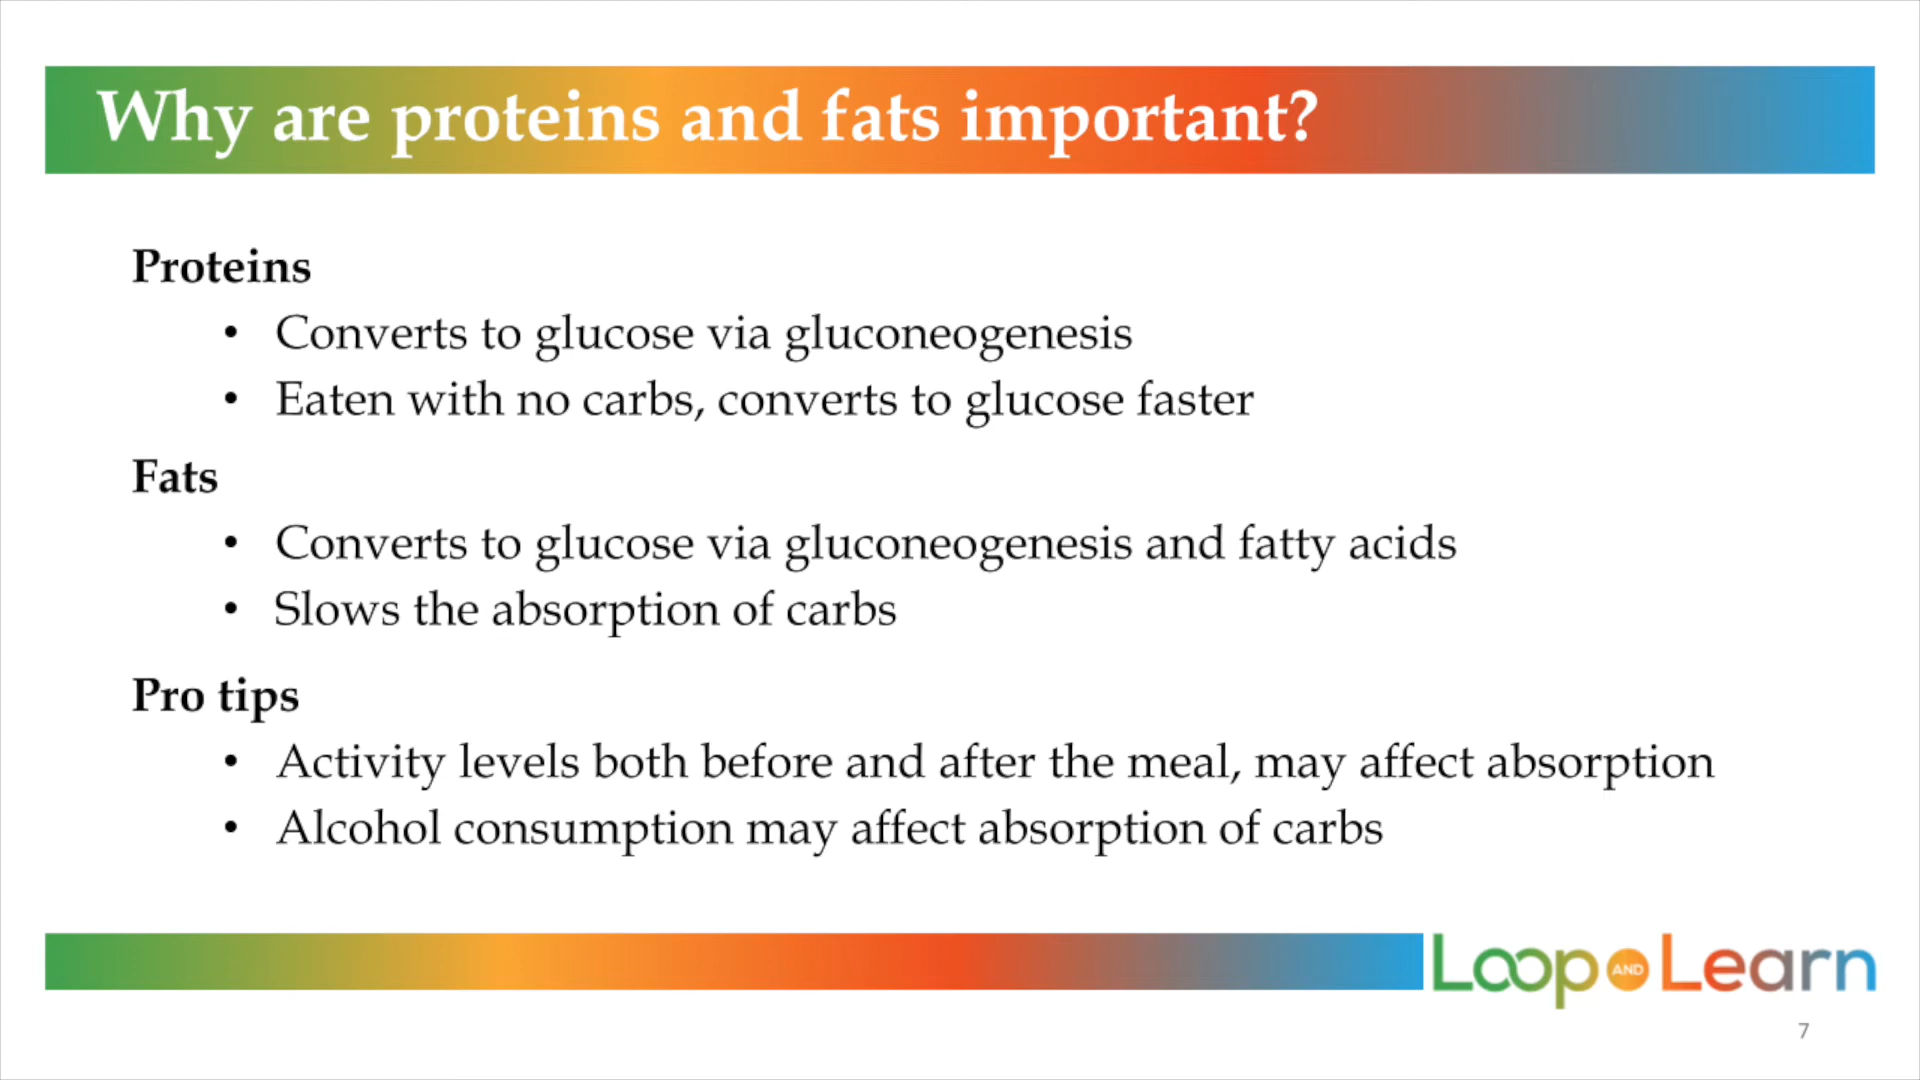 Why are proteins and fats important?
Proteins
• Converts to glucose via gluconeogenesis
• Eaten with no carbs, converts to glucose faster
Fats
• Converts to glucose via gluconeogenesis and fatty acids
• Slows the absorption of carbs
Pro tips
• Activity levels both before and after the meal, may affect absorption
• Alcohol consumption may affect absorption of carbs
Loop AND Learn
7